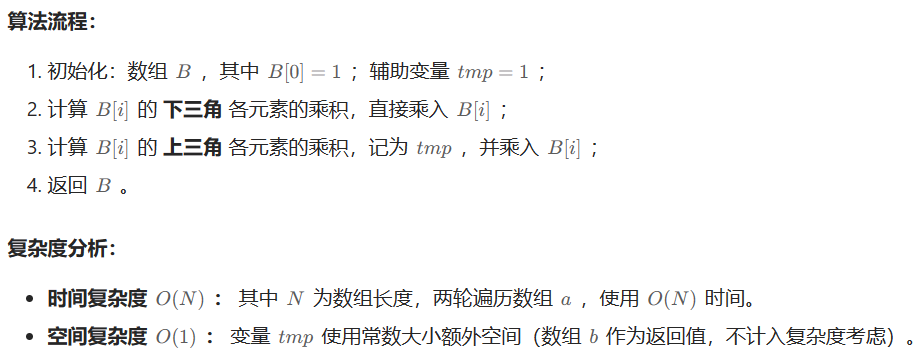 算法流程：
1. 初始化：数组 B ，其中 B[0] = 1 ；辅助变量 tmp = 1 ；
2. 计算 B[i] 的 下三角 各元素的乘积，直接乘入 B[i] ；
3. 计算 B[i] 的 上三角 各元素的乘积，记为 tmp ，并乘入 B[i] ；
4. 返回 B 。
复杂度分析：
• 时间复杂度 O(N) ： 其中 N 为数组长度，两轮遍历数组 a ，使用 O(N) 时间。
• 空间复杂度 O(1) ： 变量 tmp 使用常数大小额外空间（数组 b 作为返回值，不计入复杂度考虑）。